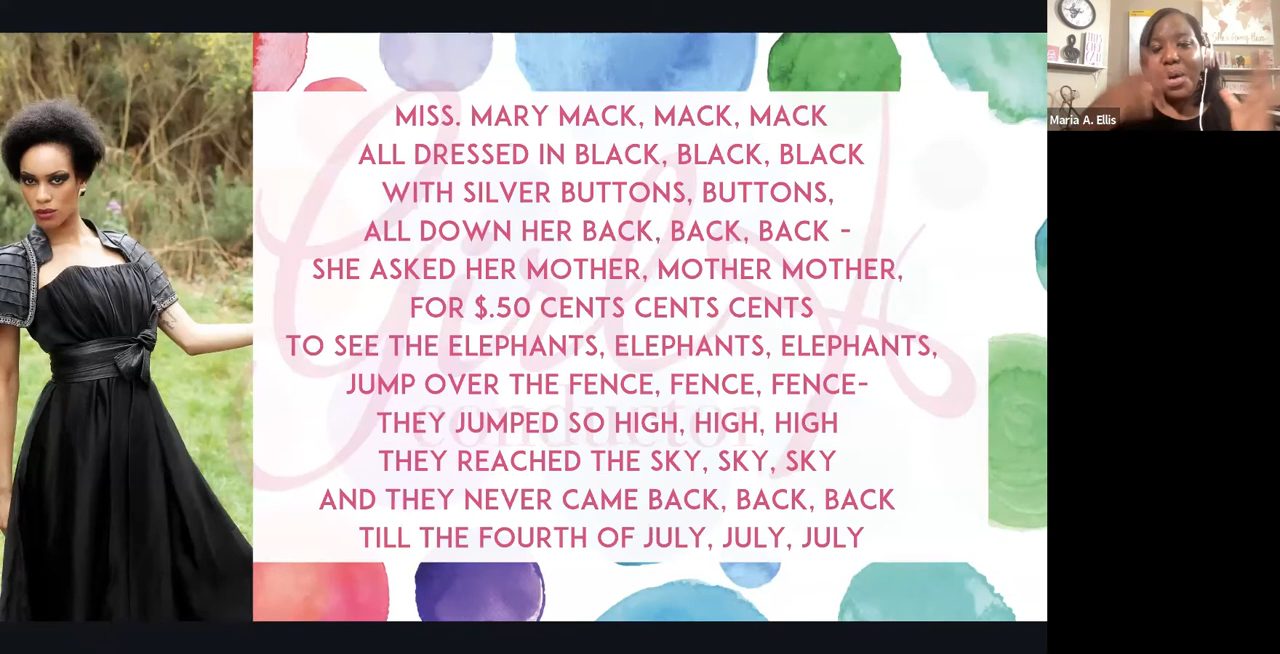 MISS. MARY MACK, MACK, MACK
ALL DRESSED IN BLACK, BLACK, BLACK
WITH SILVER BUTTONS, BUTTONS,
ALL DOWN HER BACK, BACK, BACK -
SHE ASKED HER MOTHER, MOTHER MOTHER,
FOR $.50 CENTS CENTS CENTS
TO SEE THE ELEPHANTS, ELEPHANTS, ELEPHANTS,
JUMP OVER THE FENCE, FENCE, FENCE-
THEY JUMPED SO HIGH, HIGH, HIGH
THEY REACHED THE SKY, SKY, SKY
AND THEY NEVER CAME BACK, BACK, BACK
TILL THE FOURTH OF JULY, JULY, JULY
Girl
conductor
Maria A. Ellis